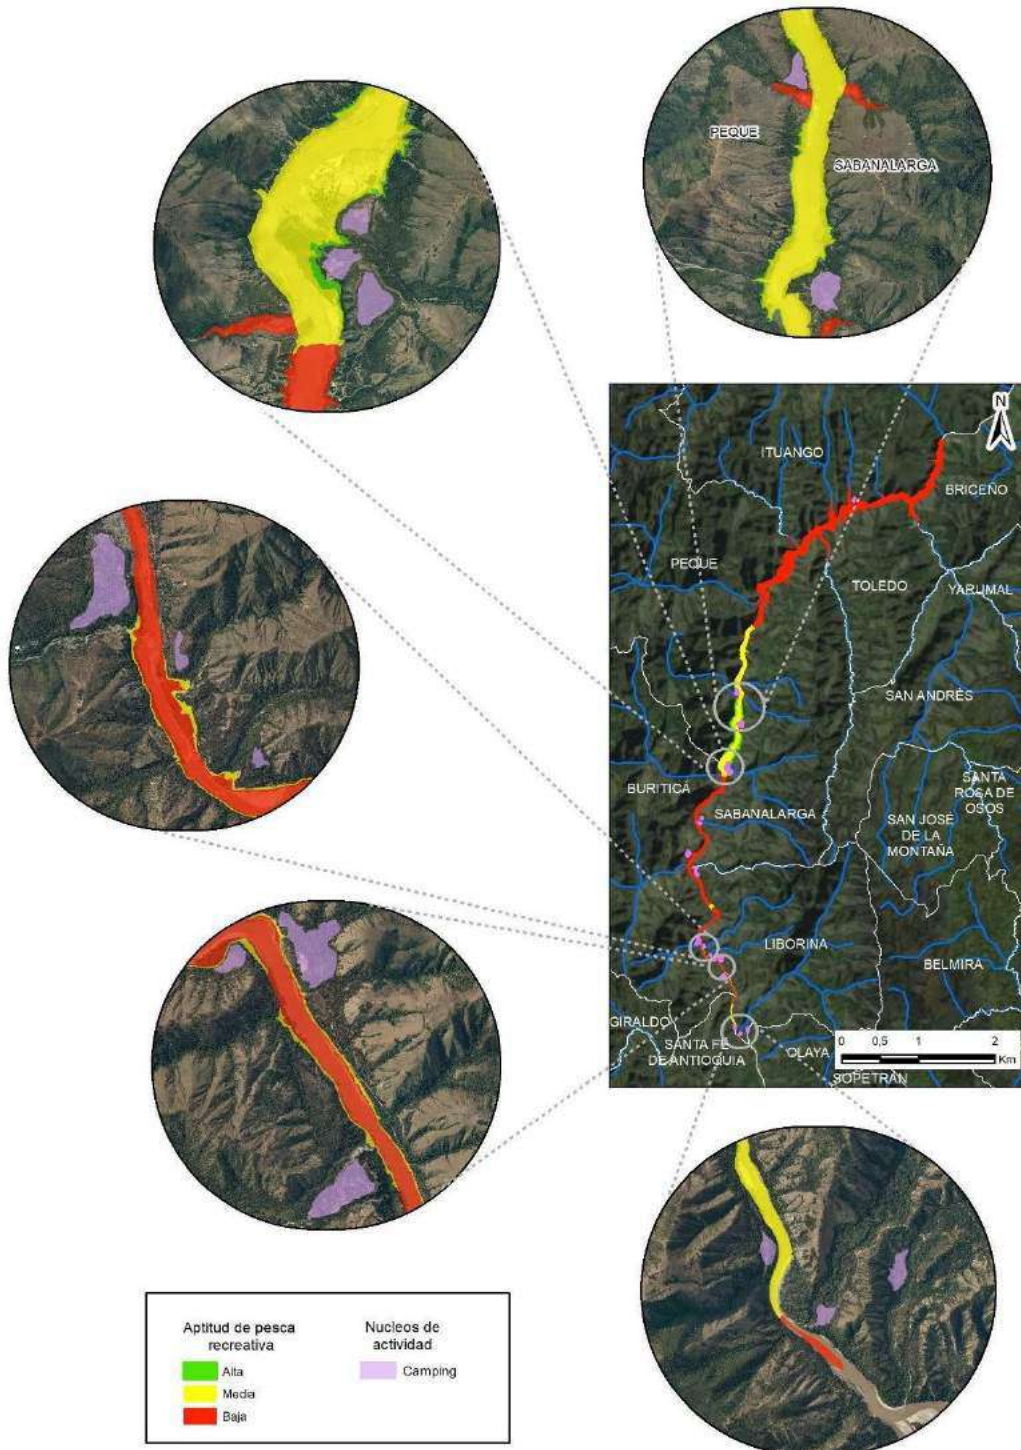 PEQUE
SABANALARGA
N
ITUANGO
BRICEÑO
PEQUE
TOLEDO
YARUMAL
SAN ANDRÉS
BURITICÁ
SANTA
ROSA DE
OSOS
SABANALARGA
SAN JOSÉ
DE LA
MONTAÑA
LIBORINA
BELMIRA
GIRALDO
SANTA FÉ
DE ANTIOQUIA
OLAYA
SOPETRÁN
0 0,5 1 2
Km
Aptitud de pesca
recreativa
Alta
Media
Baja
Nucleos de
actividad
Camping